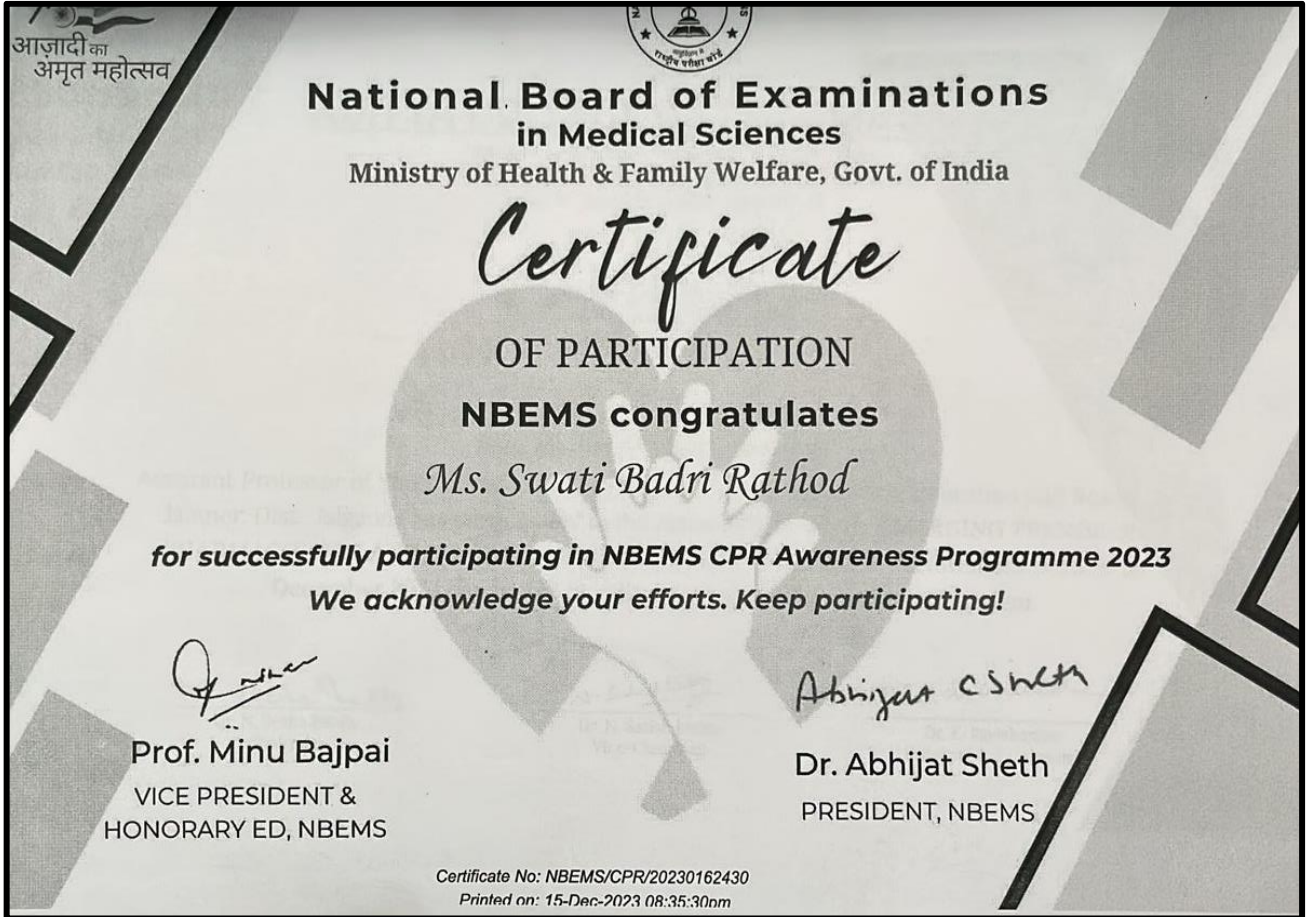 आज़ादी का
अमृत महोत्सव
राष्ट्रीय परीक्षा बोर्ड
National Board of Examinations
in Medical Sciences
Ministry of Health & Family Welfare, Govt. of India
Certificate
OF PARTICIPATION
NBEMS congratulates
Ms. Swati Badri Rathod
for successfully participating in NBEMS CPR Awareness Programme 2023
We acknowledge your efforts. Keep participating!
Abhijat C Sheth
Prof. Minu Bajpai
VICE PRESIDENT &
HONORARY ED, NBEMS
Dr. Abhijat Sheth
PRESIDENT, NBEMS
Certificate No: NBEMS/CPR/20230162430
Printed on: 15-Dec-2023 08:35:30pm